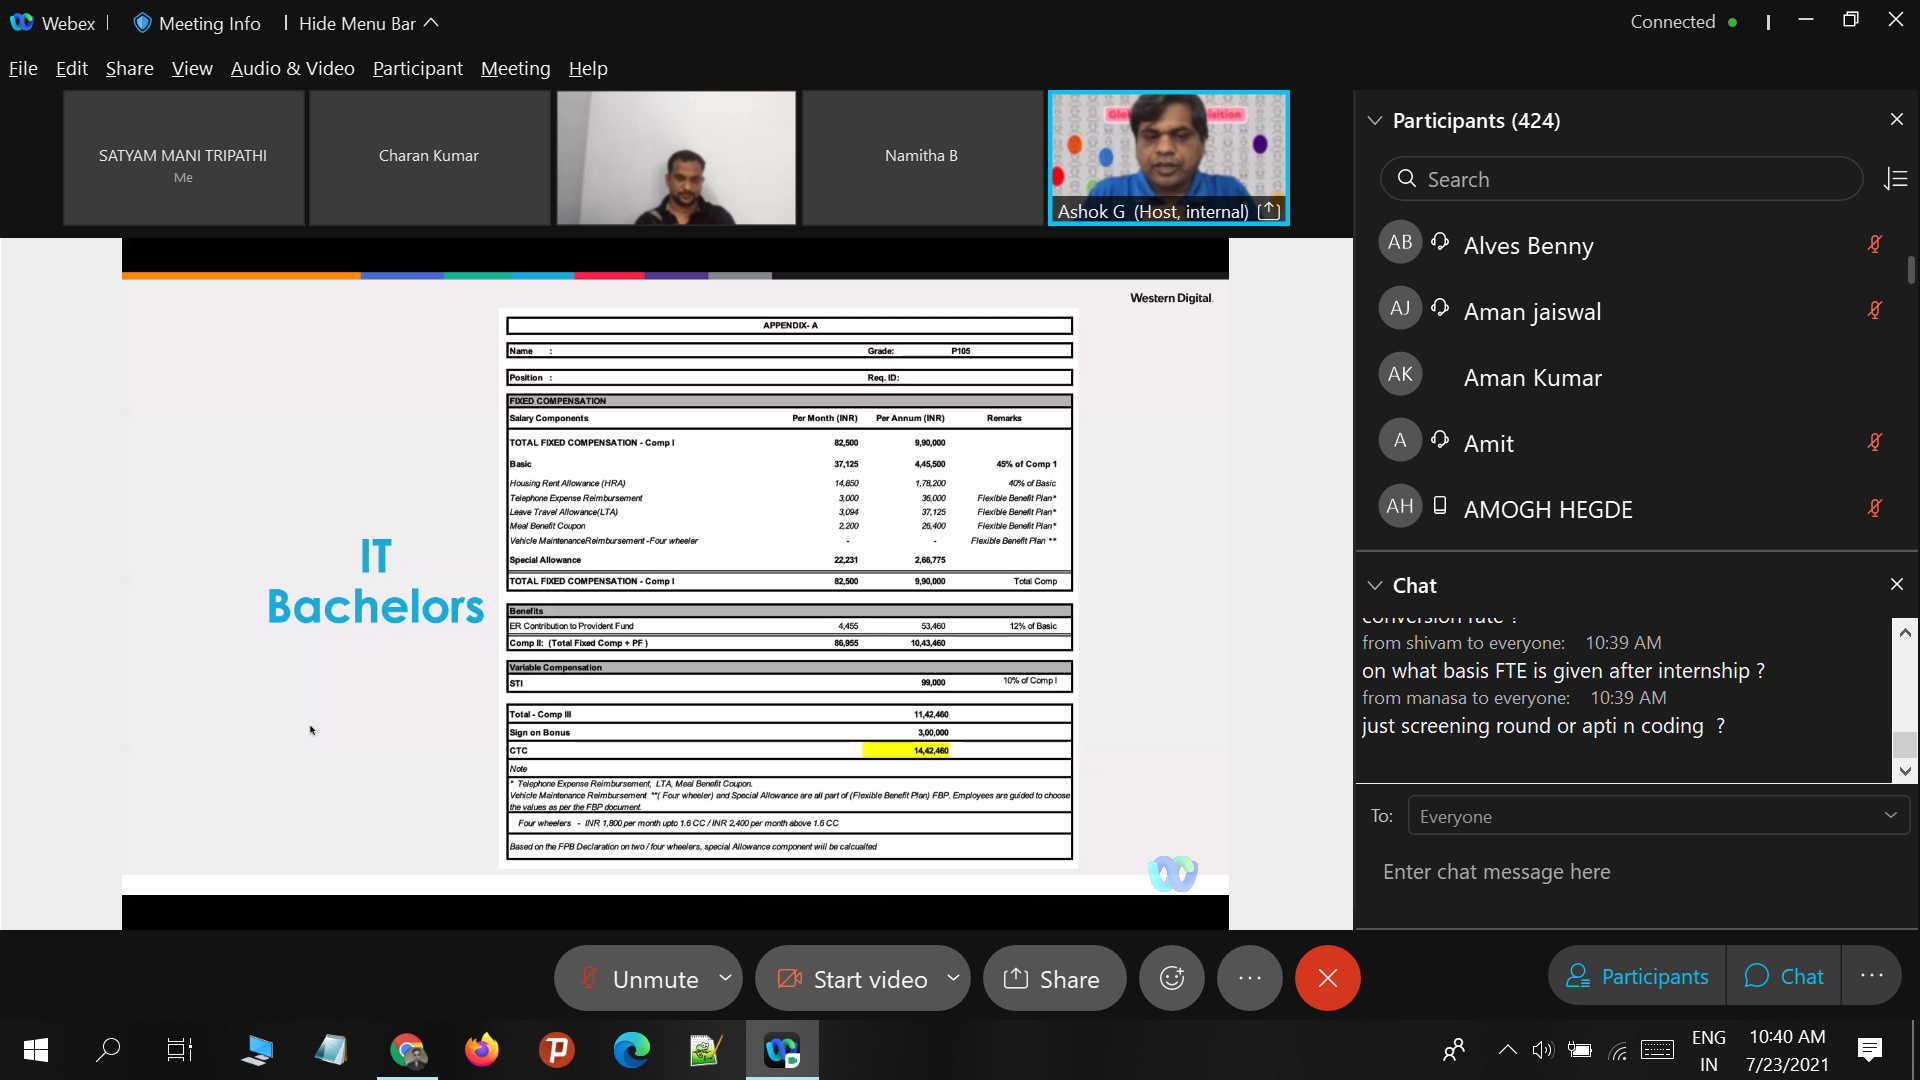 Webex
Meeting Info
Hide Menu Bar
Connected
File Edit Share View Audio & Video Participant Meeting Help
SATYAM MANI TRIPATHI
Me
Charan Kumar
Namitha B
Ashok G (Host, internal)
Western Digital.
APPENDIX- A
Name :
Grade: P105
Position :
Req. ID:
FIXED COMPENSATION
Salary Components Per Month (INR) Per Annum (INR) Remarks
TOTAL FIXED COMPENSATION - Comp I 82,500 9,90,000
Basic 37,125 4,45,500 45% of Comp 1
Housing Rent Allowance (HRA) 14,850 1,78,200 40% of Basic
Telephone Expense Reimbursement 3,000 36,000 Flexible Benefit Plan*
Leave Travel Allowance(LTA) 3,094 37,125 Flexible Benefit Plan*
Meal Benefit Coupon 2,200 26,400 Flexible Benefit Plan*
Vehicle MaintenanceReimbursement -Four wheeler - - Flexible Benefit Plan **
Special Allowance 22,231 2,66,775
TOTAL FIXED COMPENSATION - Comp I 82,500 9,90,000 Total Comp
Benefits
ER Contribution to Provident Fund 4,455 53,460 12% of Basic
Comp II: (Total Fixed Comp + PF ) 86,955 10,43,460
Variable Compensation
STI 99,000 10% of Comp I
Total - Comp III 11,42,460
Sign on Bonus 3,00,000
CTC 14,42,460
Note
* Telephone Expense Reimbursement, LTA, Meal Benefit Coupon.
Vehicle Maintenance Reimbursement **( Four wheeler) and Special Allowance are all part of (Flexible Benefit Plan) FBP. Employees are guided to choose
the values as per the FBP document.
Four wheelers - INR 1,800 per month upto 1.6 CC / INR 2,400 per month above 1.6 CC
Based on the FPB Declaration on two / four wheelers, special Allowance component will be calcualted
IT
Bachelors
Participants (424)
Search
AB Alves Benny
AJ Aman jaiswal
AK Aman Kumar
A Amit
AH AMOGH HEGDE
Chat
conversion rate ?
from shivam to everyone: 10:39 AM
on what basis FTE is given after internship ?
from manasa to everyone: 10:39 AM
just screening round or apti n coding ?
To: Everyone
Enter chat message here
Unmute
Start video
Share
Participants
Chat
ENG
IN
10:40 AM
7/23/2021